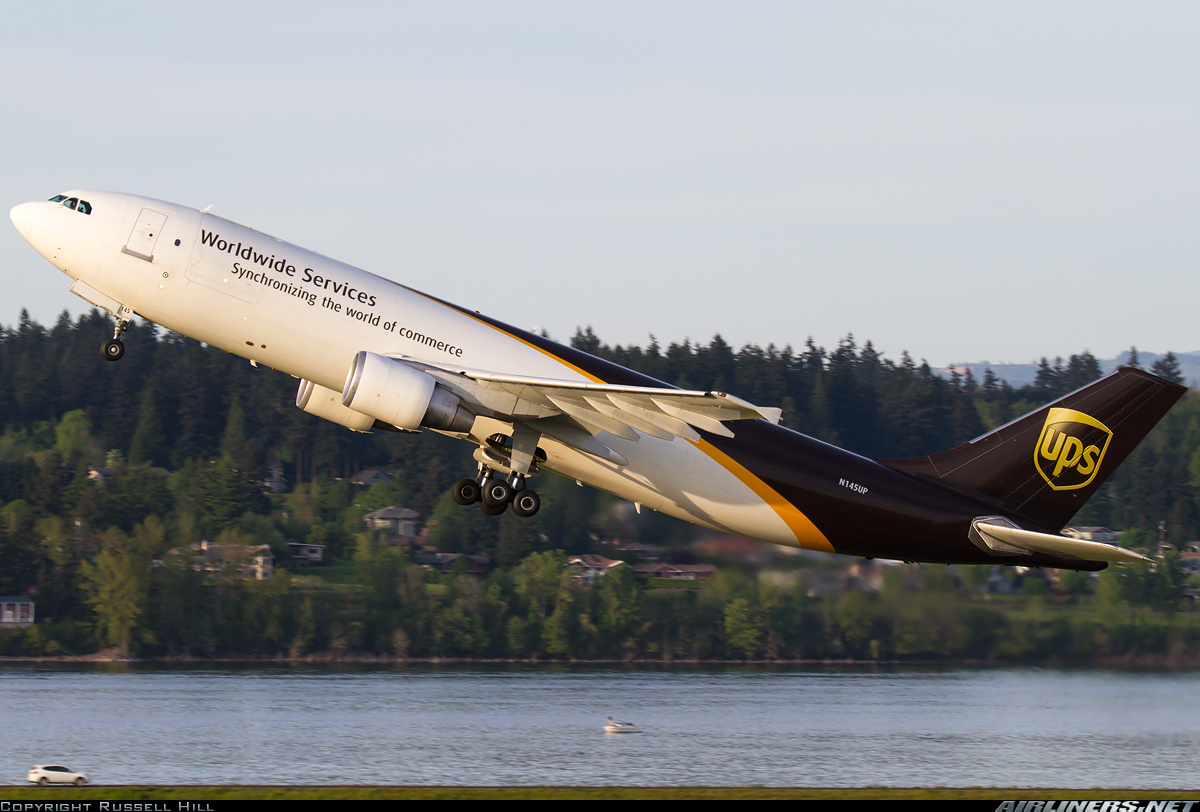 Worldwide Services
Synchronizing the world of commerce
N145UP
ups
Copyright Russell Hill
AIRLINERS.NET